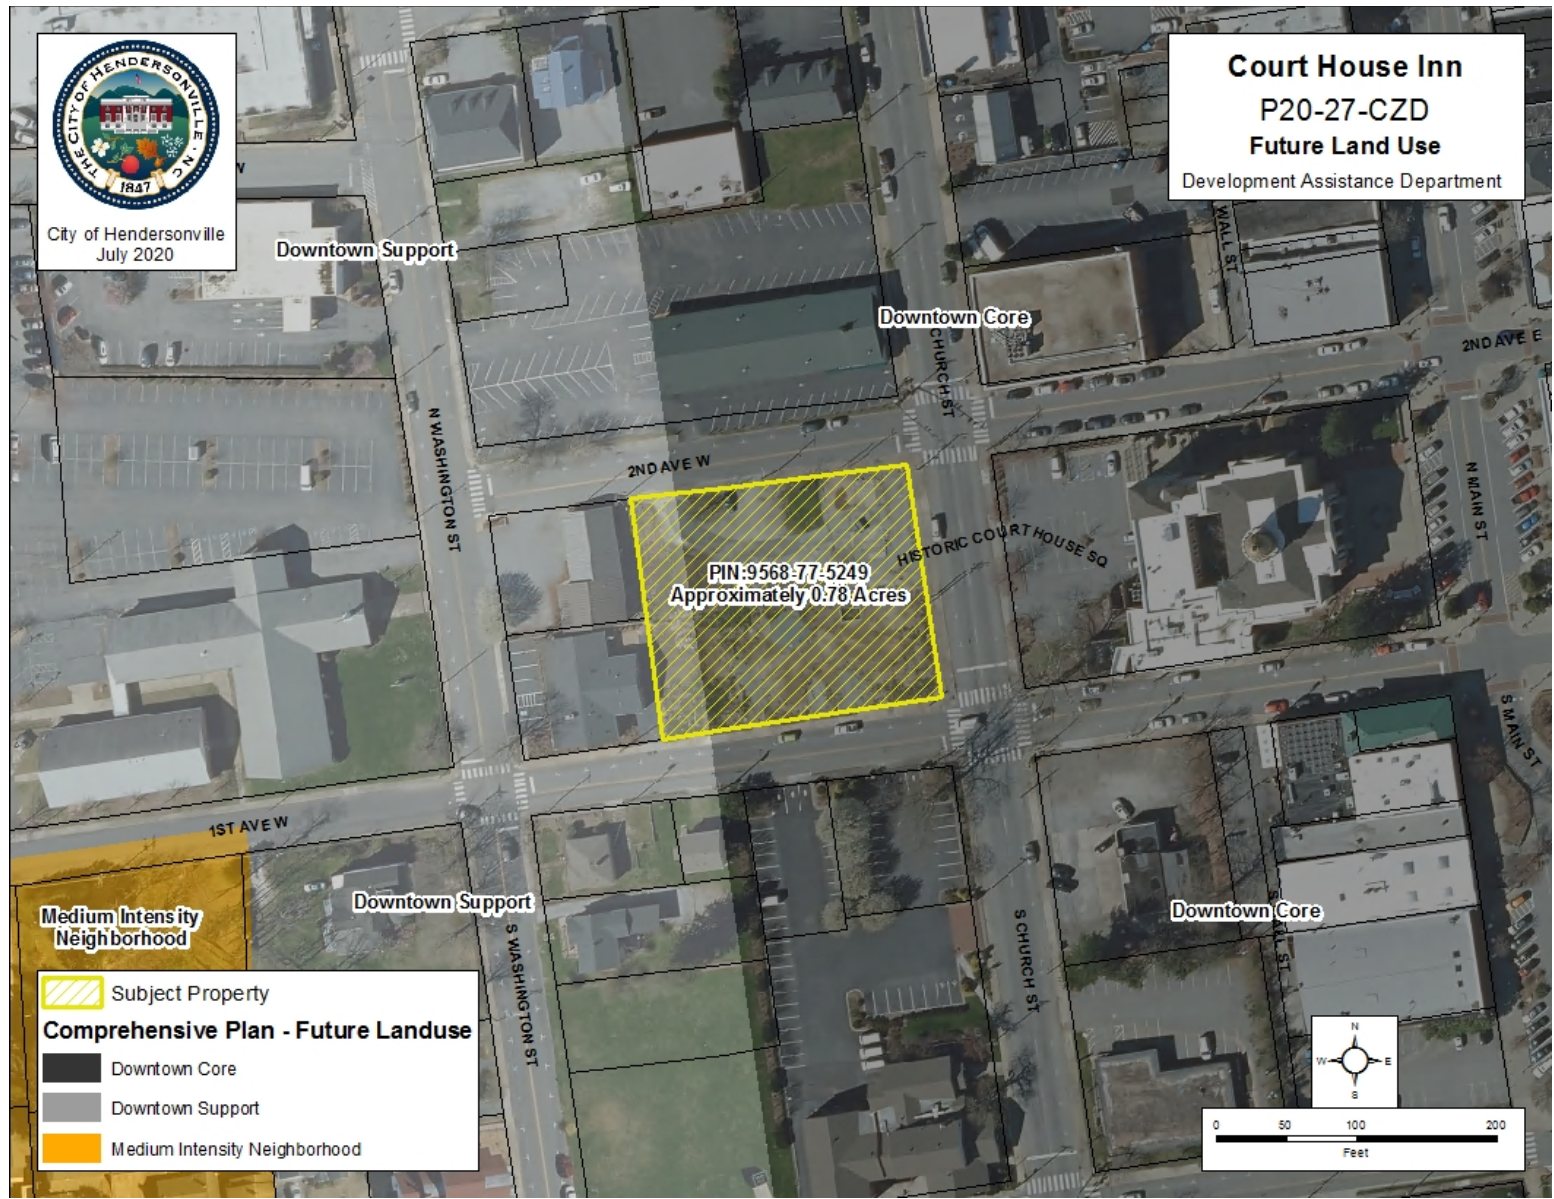 THE CITY OF HENDERSONVILLE, N.C.
1847
City of Hendersonville
July 2020
Court House Inn
P20-27-CZD
Future Land Use
Development Assistance Department
W
Downtown Support
WALL ST
Downtown Core
N CHURCH ST
2ND AVE E
N WASHINGTON ST
2ND AVE W
N MAIN ST
HISTORIC COURTHOUSE SQ
PIN:9568-77-5249
Approximately 0.78 Acres
S MAIN ST
1ST AVE W
Medium Intensity
Neighborhood
Downtown Support
Downtown Core
S WASHINGTON ST
S CHURCH ST
S WALL ST
Subject Property
Comprehensive Plan - Future Landuse
Downtown Core
Downtown Support
Medium Intensity Neighborhood
N
W E
S
0 50 100 200
Feet